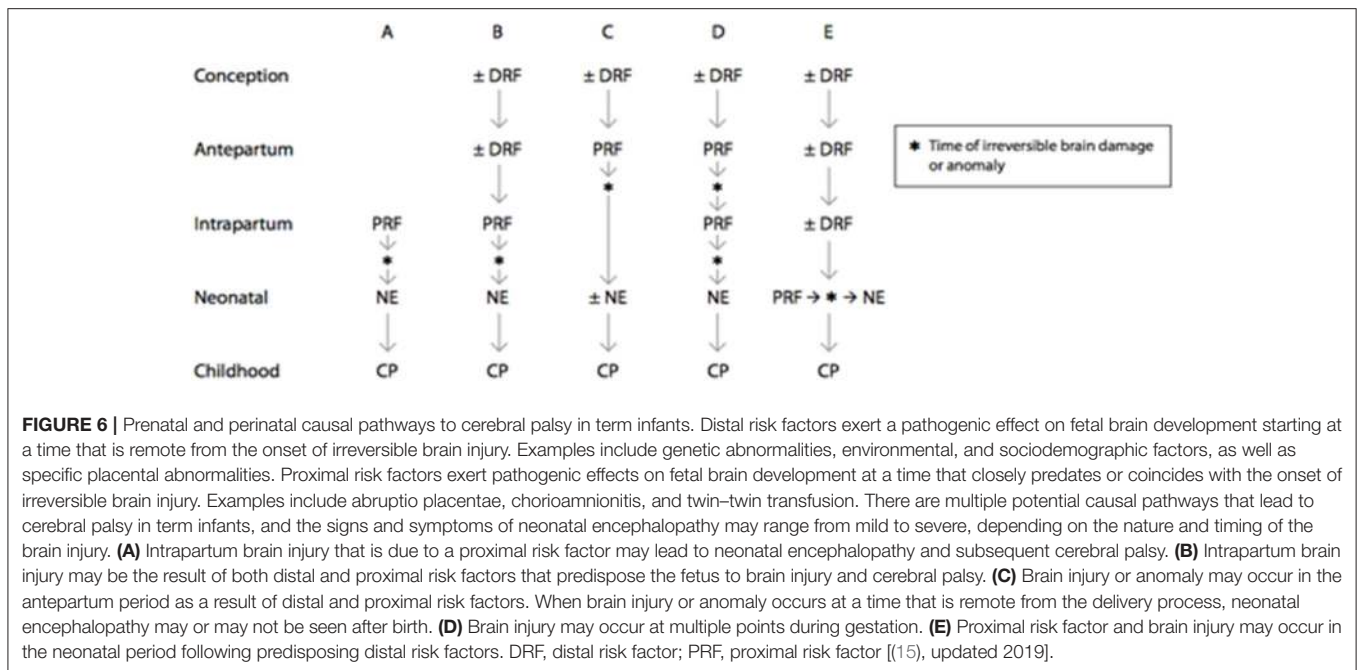 A B C D E
Conception ± DRF ± DRF ± DRF ± DRF
Antepartum ± DRF PRF PRF ± DRF
* Time of irreversible brain damage
or anomaly
*
*
Intrapartum PRF PRF PRF ± DRF
* * *
Neonatal NE NE ± NE NE PRF → * → NE
Childhood CP CP CP CP CP
FIGURE 6 | Prenatal and perinatal causal pathways to cerebral palsy in term infants. Distal risk factors exert a pathogenic effect on fetal brain development starting at
a time that is remote from the onset of irreversible brain injury. Examples include genetic abnormalities, environmental, and sociodemographic factors, as well as
specific placental abnormalities. Proximal risk factors exert pathogenic effects on fetal brain development at a time that closely predates or coincides with the onset of
irreversible brain injury. Examples include abruptio placentae, chorioamnionitis, and twin–twin transfusion. There are multiple potential causal pathways that lead to
cerebral palsy in term infants, and the signs and symptoms of neonatal encephalopathy may range from mild to severe, depending on the nature and timing of the
brain injury. (A) Intrapartum brain injury that is due to a proximal risk factor may lead to neonatal encephalopathy and subsequent cerebral palsy. (B) Intrapartum brain
injury may be the result of both distal and proximal risk factors that predispose the fetus to brain injury and cerebral palsy. (C) Brain injury or anomaly may occur in the
antepartum period as a result of distal and proximal risk factors. When brain injury or anomaly occurs at a time that is remote from the delivery process, neonatal
encephalopathy may or may not be seen after birth. (D) Brain injury may occur at multiple points during gestation. (E) Proximal risk factor and brain injury may occur in
the neonatal period following predisposing distal risk factors. DRF, distal risk factor; PRF, proximal risk factor [(15), updated 2019].